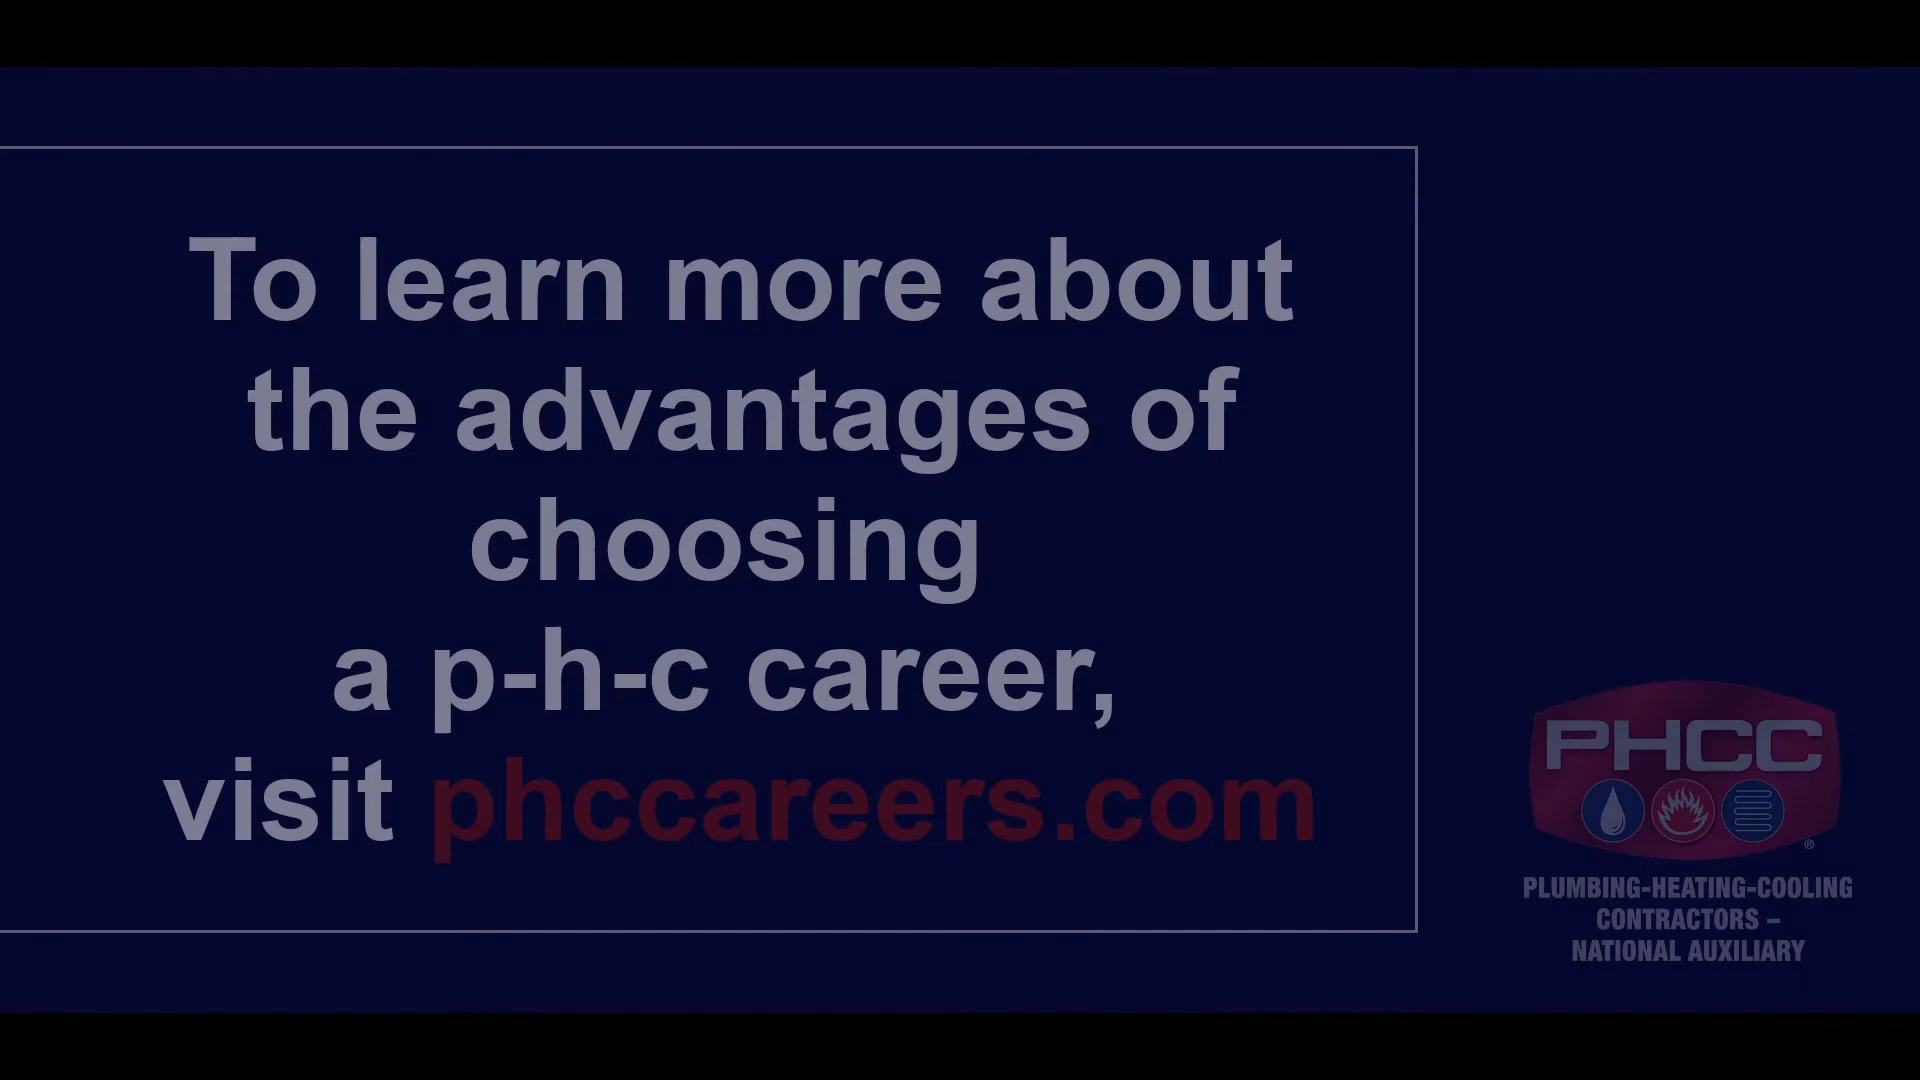 To learn more about
the advantages of
choosing
a p-h-c career,
visit phccareers.com
PHCC
®
PLUMBING-HEATING-COOLING
CONTRACTORS –
NATIONAL AUXILIARY